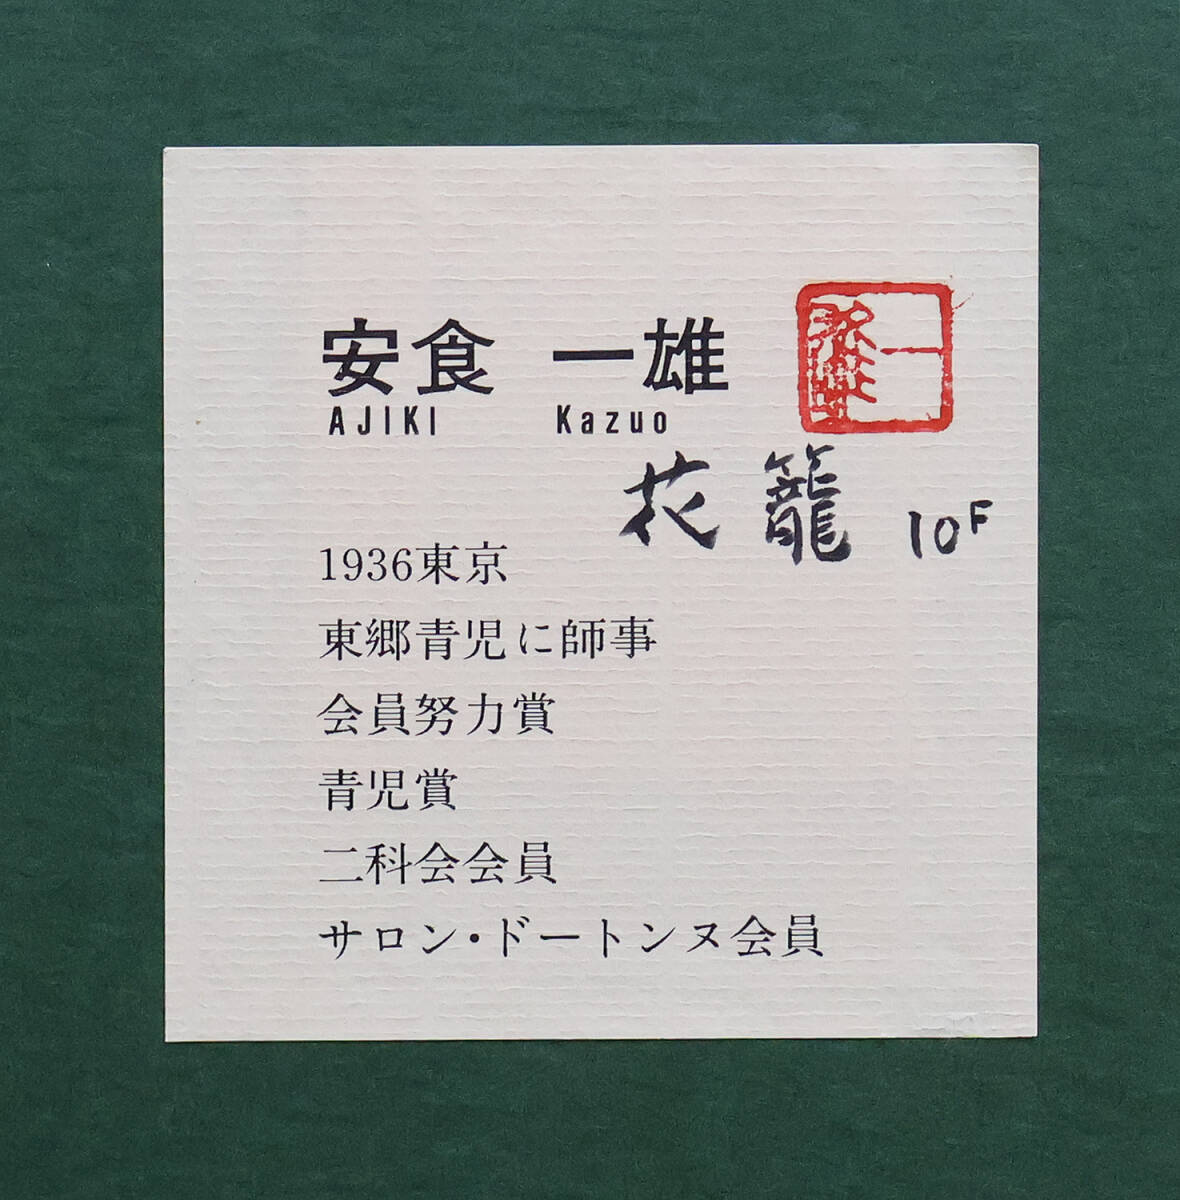 安食 一雄
AJIKI Kazuo
花籠 10F
1936東京
東郷青児に師事
会員努力賞
青児賞
二科会会員
サロン・ドートンヌ会員